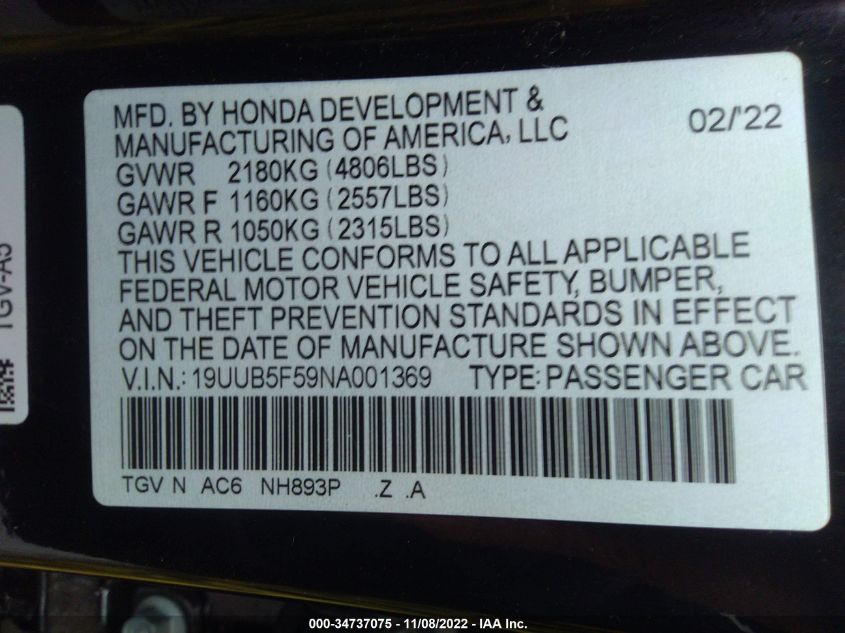 MFD. BY HONDA DEVELOPMENT &
MANUFACTURING OF AMERICA, LLC
02/'22
GVWR 2180KG (4806LBS)
GAWR F 1160KG (2557LBS)
GAWR R 1050KG (2315LBS)
THIS VEHICLE CONFORMS TO ALL APPLICABLE
FEDERAL MOTOR VEHICLE SAFETY, BUMPER,
AND THEFT PREVENTION STANDARDS IN EFFECT
ON THE DATE OF MANUFACTURE SHOWN ABOVE.
V.I.N.: 19UUB5F59NA001369 TYPE: PASSENGER CAR
TGV N AC6 NH893P .Z .A
TGV-A5
000-34737075 - 11/08/2022 - IAA Inc.